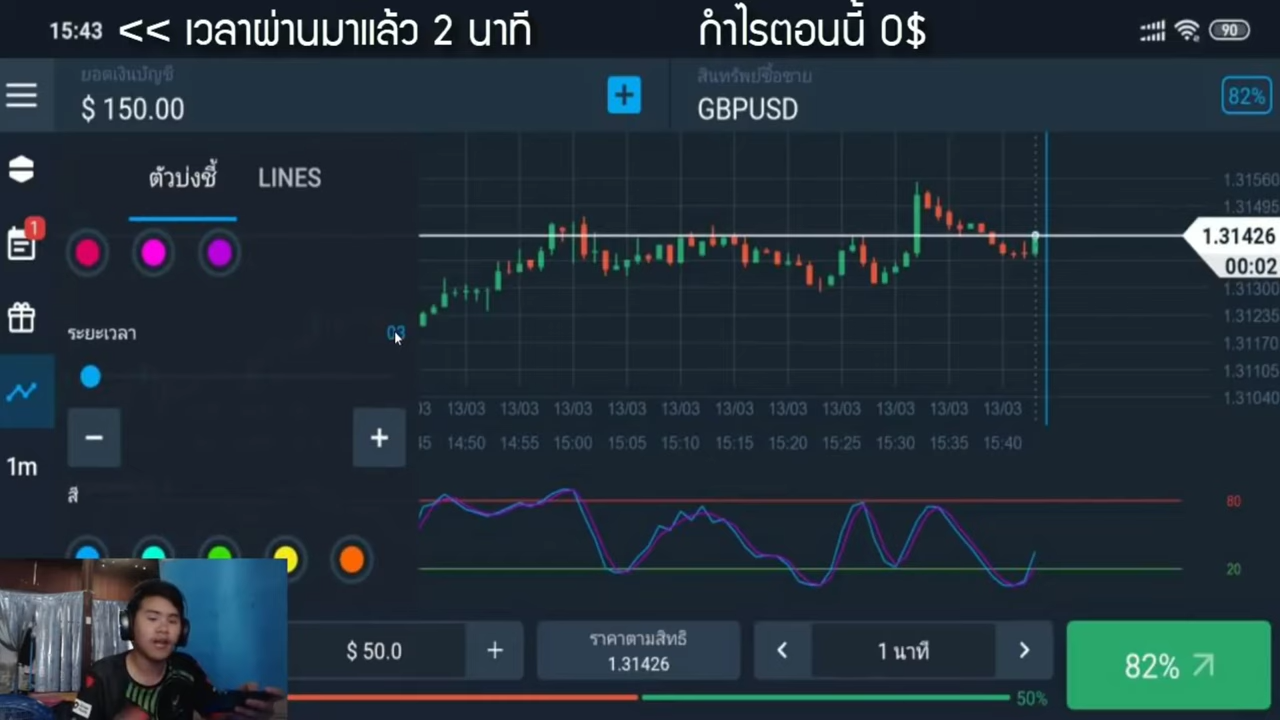 15:43 << เวลาผ่านมาแล้ว 2 นาที กำไรตอนนี้ 0$ 90
ยอดเงินบัญชี
$ 150.00
+
สินทรัพย์ซื้อขาย
GBPUSD
82%
1
1m
ตัวบ่งชี้ LINES
ระยะเวลา 03
− +
สี
1.31560
1.31495
1.31426
00:02
1.31300
1.31235
1.31170
1.31105
1.31040
13/03 13/03 13/03 13/03 13/03 13/03 13/03 13/03 13/03 13/03
14:50 14:55 15:00 15:05 15:10 15:15 15:20 15:25 15:30 15:35 15:40
80
20
$ 50.0 +
ราคาตามสิทธิ
1.31426
< 1 นาที >
82%
50%